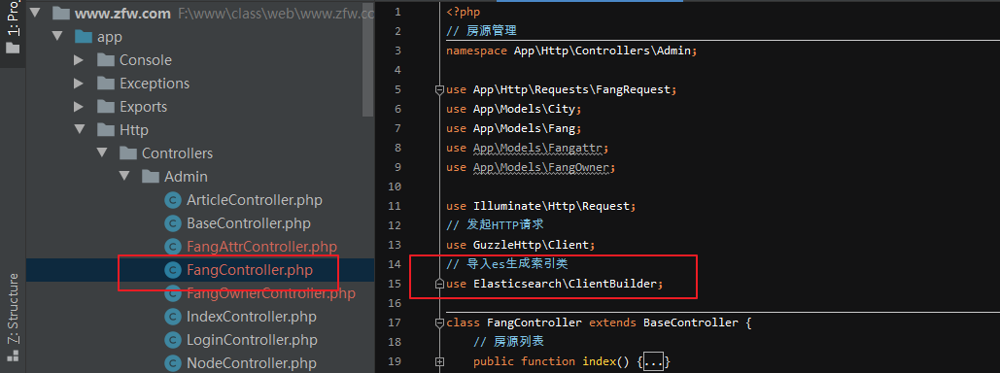 1: Pro
www.zfw.com F:\www\class\web\www.zfw.co
app
Console
Exceptions
Exports
Http
Controllers
Admin
ArticleController.php
BaseController.php
FangAttrController.php
FangController.php
FangOwnerController.php
IndexController.php
LoginController.php
NodeController.php
Z: Structure
1 <?php
2 // 房源管理
3 namespace App\Http\Controllers\Admin;
4
5 use App\Http\Requests\FangRequest;
6 use App\Models\City;
7 use App\Models\Fang;
8 use App\Models\Fangattr;
9 use App\Models\FangOwner;
10
11 use Illuminate\Http\Request;
12 // 发起HTTP请求
13 use GuzzleHttp\Client;
14 // 导入es生成索引类
15 use Elasticsearch\ClientBuilder;
16
17 class FangController extends BaseController {
18 // 房源列表
19 public function index() {...}